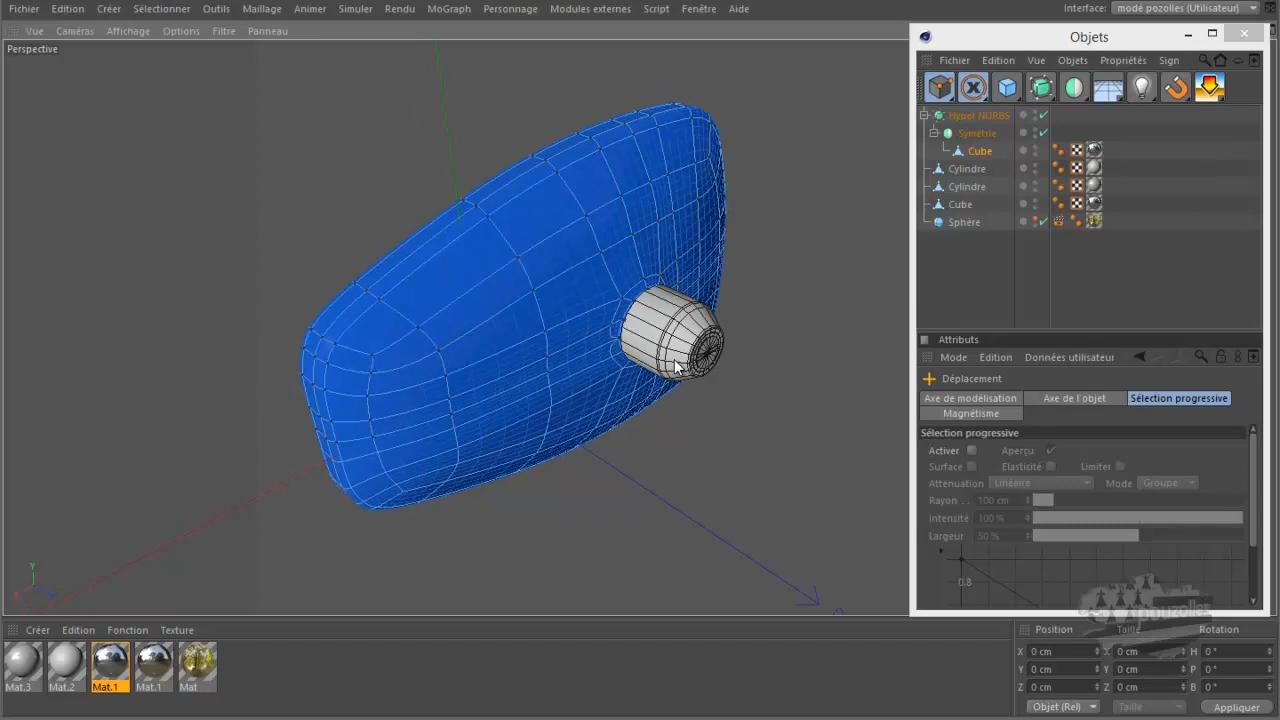 Fichier Edition Créer Sélectionner Outils Maillage Animer Simuler Rendu MoGraph Personnage Modules externes Script Fenêtre Aide Interface: modé pozolles (Utilisateur)
Vue Caméras Affichage Options Filtre Panneau
Perspective
Objets
Fichier Edition Vue Objets Propriétés Sign
Hyper NURBS
Symétrie
Cube
Cylindre
Cylindre
Cube
Sphère
Attributs
Mode Edition Données utilisateur
Déplacement
Axe de modélisation Axe de l'objet Sélection progressive
Magnétisme
Sélection progressive
Activer Aperçu
Surface Elasticité Limiter
Attenuation Linéaire Mode Groupe
Rayon . . 100 cm
Intensité 100 %
Largeur 50 %
0.8
pouzolles
Y
Créer Edition Fonction Texture
Mat.3 Mat.2 Mat.1 Mat.1 Mat
Position Taille Rotation
X 0 cm X 0 cm H 0 °
Y 0 cm Y 0 cm P 0 °
Z 0 cm Z 0 cm B 0 °
Objet (Rel) Taille Appliquer